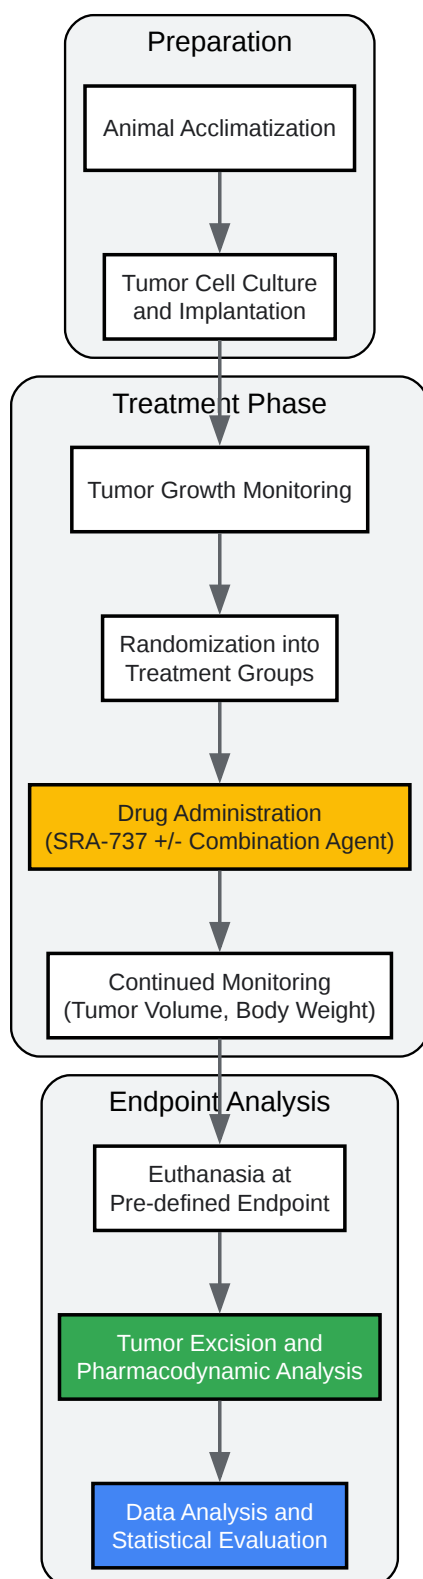 Preparation
Animal Acclimatization
Tumor Cell Culture
and Implantation
Treatment Phase
Tumor Growth Monitoring
Randomization into
Treatment Groups
Drug Administration
(SRA-737 +/- Combination Agent)
Continued Monitoring
(Tumor Volume, Body Weight)
Endpoint Analysis
Euthanasia at
Pre-defined Endpoint
Tumor Excision and
Pharmacodynamic Analysis
Data Analysis and
Statistical Evaluation